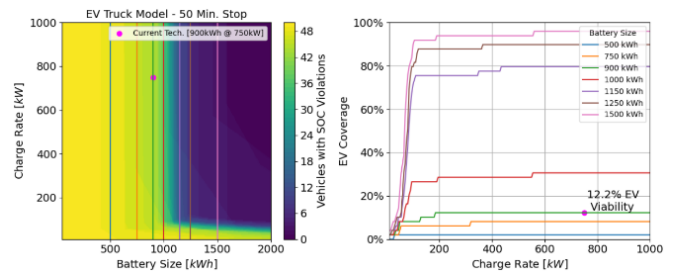 EV Truck Model - 50 Min. Stop
Current Tech. [900kWh @ 750kW]
Charge Rate [kW]
1000
800
600
400
200
500
1000
1500
2000
Battery Size [kWh]
48
42
36
30
24
18
12
6
0
Vehicles with SOC Violations
EV Coverage
100%
80%
60%
40%
20%
0%
200
400
600
800
1000
Charge Rate [kW]
Battery Size
500 kWh
750 kWh
900 kWh
1000 kWh
1150 kWh
1250 kWh
1500 kWh
12.2% EV
Viability